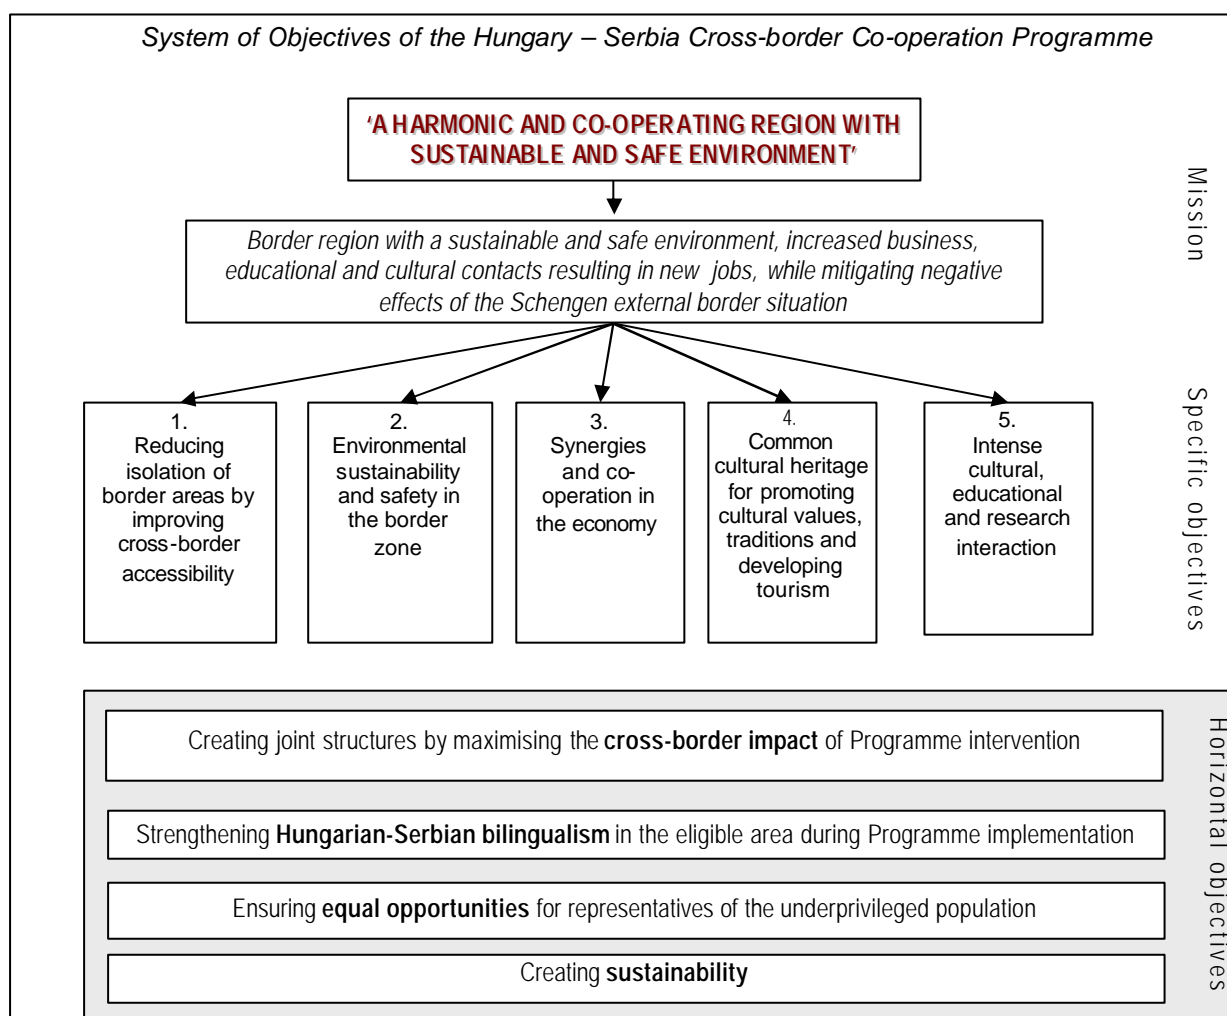 System of Objectives of the Hungary – Serbia Cross-border Co-operation Programme
‘A HARMONIC AND CO-OPERATING REGION WITH
SUSTAINABLE AND SAFE ENVIRONMENT’
Mission
Border region with a sustainable and safe environment, increased business,
educational and cultural contacts resulting in new jobs, while mitigating negative
effects of the Schengen external border situation
1.
Reducing
isolation of
border areas by
improving
cross-border
accessibility
2.
Environmental
sustainability
and safety in
the border
zone
3.
Synergies
and co-
operation in
the economy
4.
Common
cultural heritage
for promoting
cultural values,
traditions and
developing
tourism
5.
Intense
cultural,
educational
and research
interaction
Specific objectives
Creating joint structures by maximising the cross-border impact of Programme intervention
Strengthening Hungarian-Serbian bilingualism in the eligible area during Programme implementation
Ensuring equal opportunities for representatives of the underprivileged population
Creating sustainability
Horizontal objectives